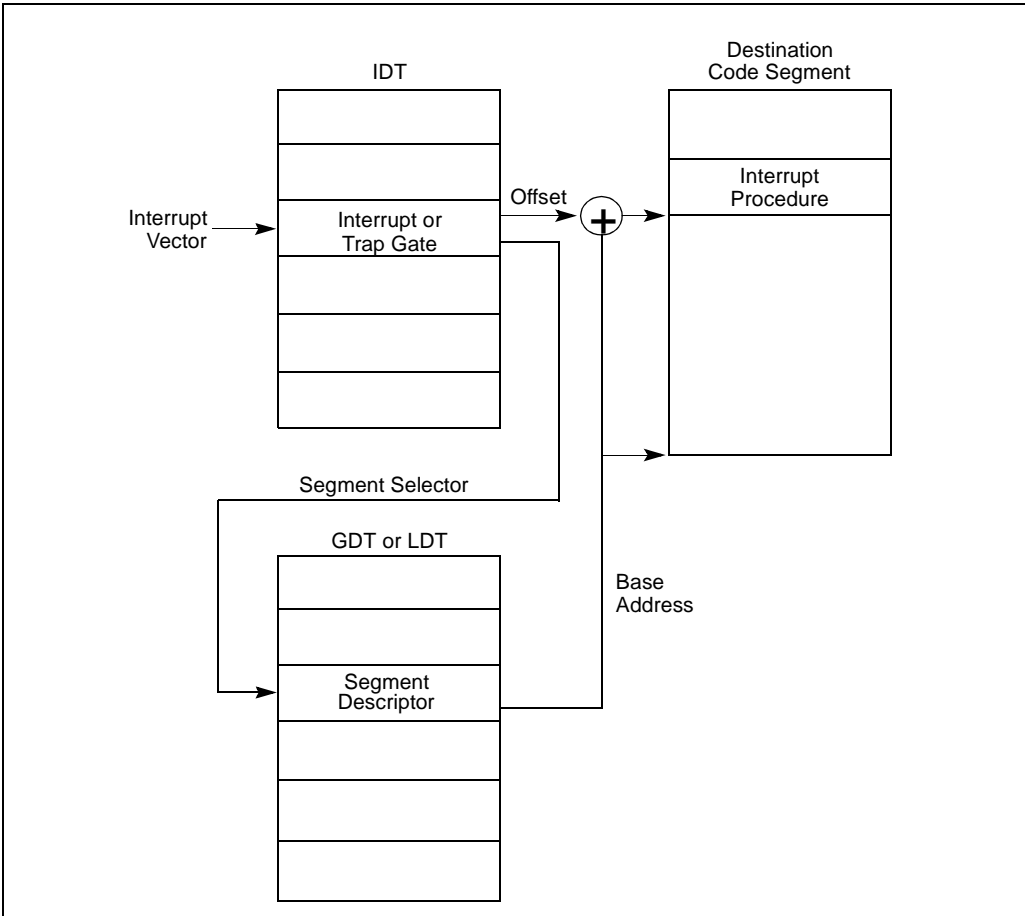 IDT
Destination
Code Segment
Interrupt
Procedure
Offset
+
Interrupt
Vector
Interrupt or
Trap Gate
Segment Selector
GDT or LDT
Base
Address
Segment
Descriptor